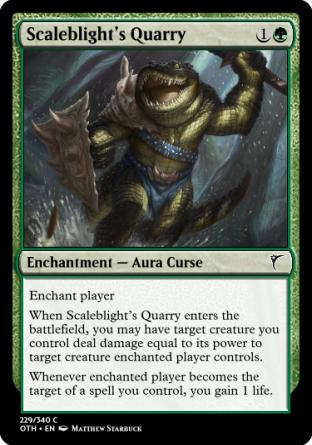 Scaleblight's Quarry 1
Enchantment — Aura Curse
Enchant player
When Scaleblight's Quarry enters the
battlefield, you may have target creature you
control deal damage equal to its power to
target creature enchanted player controls.
Whenever enchanted player becomes the
target of a spell you control, you gain 1 life.
229/340 C
OTH • EN MATTHEW STARBUCK